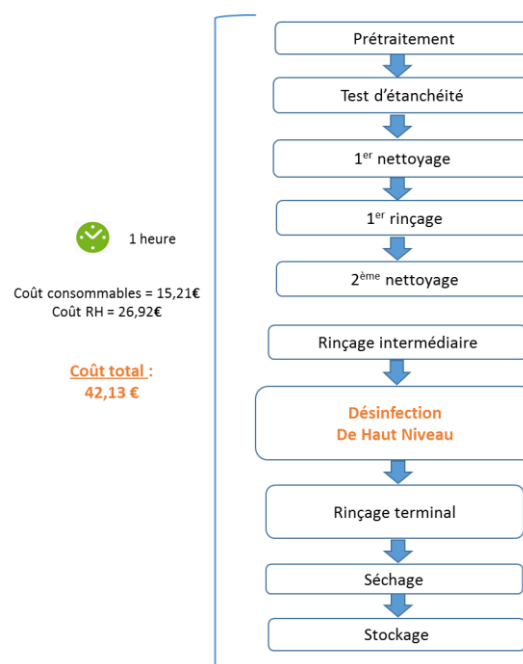 Prétraitement
Test d'étanchéité
1er nettoyage
1er rinçage
2ème nettoyage
1 heure
Coût consommables = 15,21€
Coût RH = 26,92€
Coût total :
42,13 €
Rinçage intermédiaire
Désinfection
De Haut Niveau
Rinçage terminal
Séchage
Stockage